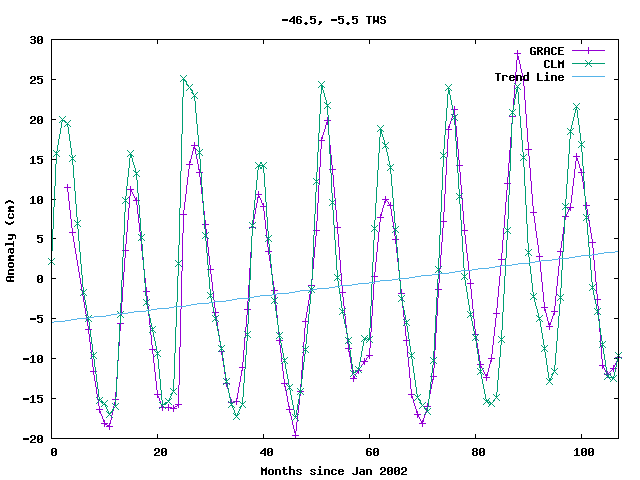 -46.5, -5.5 TWS
30
25
20
15
10
5
0
-5
-10
-15
-20
GRACE
CLM
Trend Line
Anomaly (cm)
0 20 40 60 80 100
Months since Jan 2002